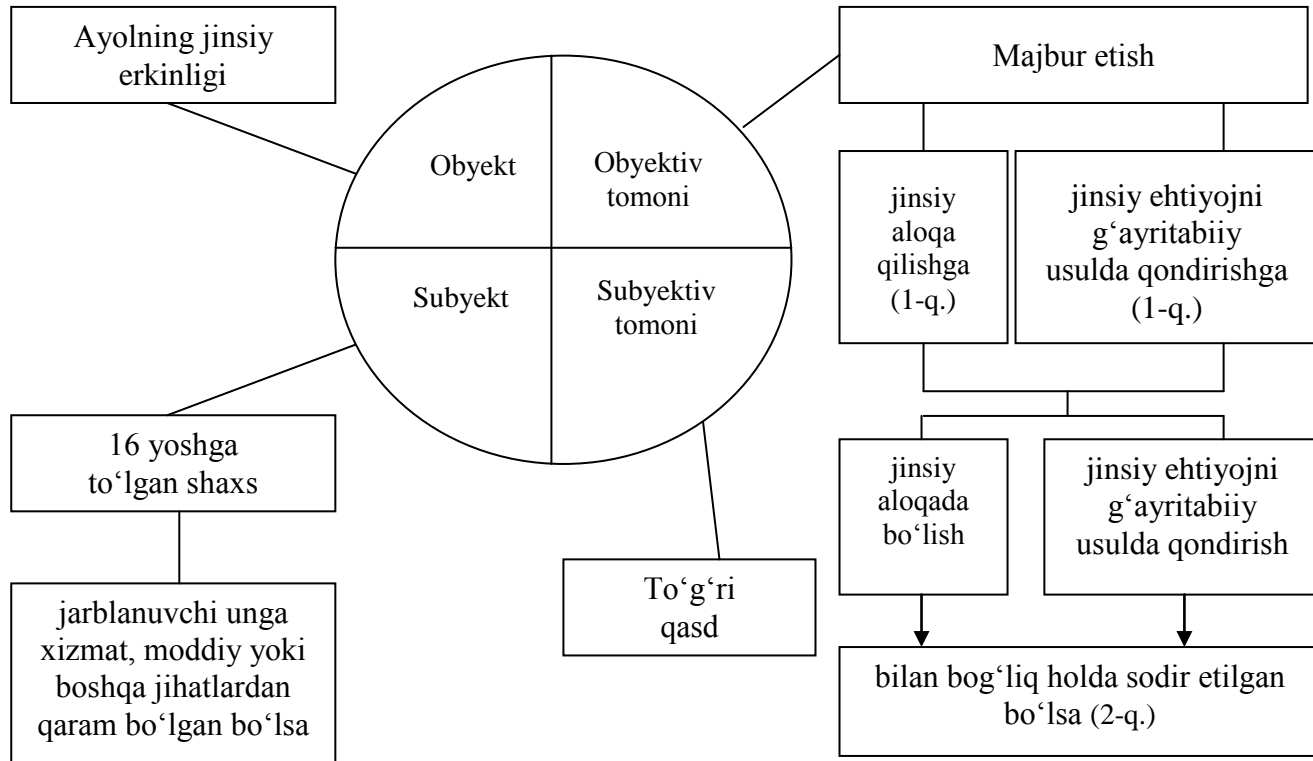 Ayolning jinsiy
erkinligi
Majbur etish
Obyekt
Obyektiv
tomoni
jinsiy
aloqa
qilishga
(1-q.)
jinsiy ehtiyojni
g‘ayritabiiy
usulda qondirishga
(1-q.)
Subyekt
Subyektiv
tomoni
16 yoshga
to‘lgan shaxs
jinsiy
aloqada
bo‘lish
jinsiy ehtiyojni
g‘ayritabiiy
usulda qondirish
To‘g‘ri
qasd
jarblanuvchi unga
xizmat, moddiy yoki
boshqa jihatlardan
qaram bo‘lgan bo‘lsa
bilan bog‘liq holda sodir etilgan
bo‘lsa (2-q.)